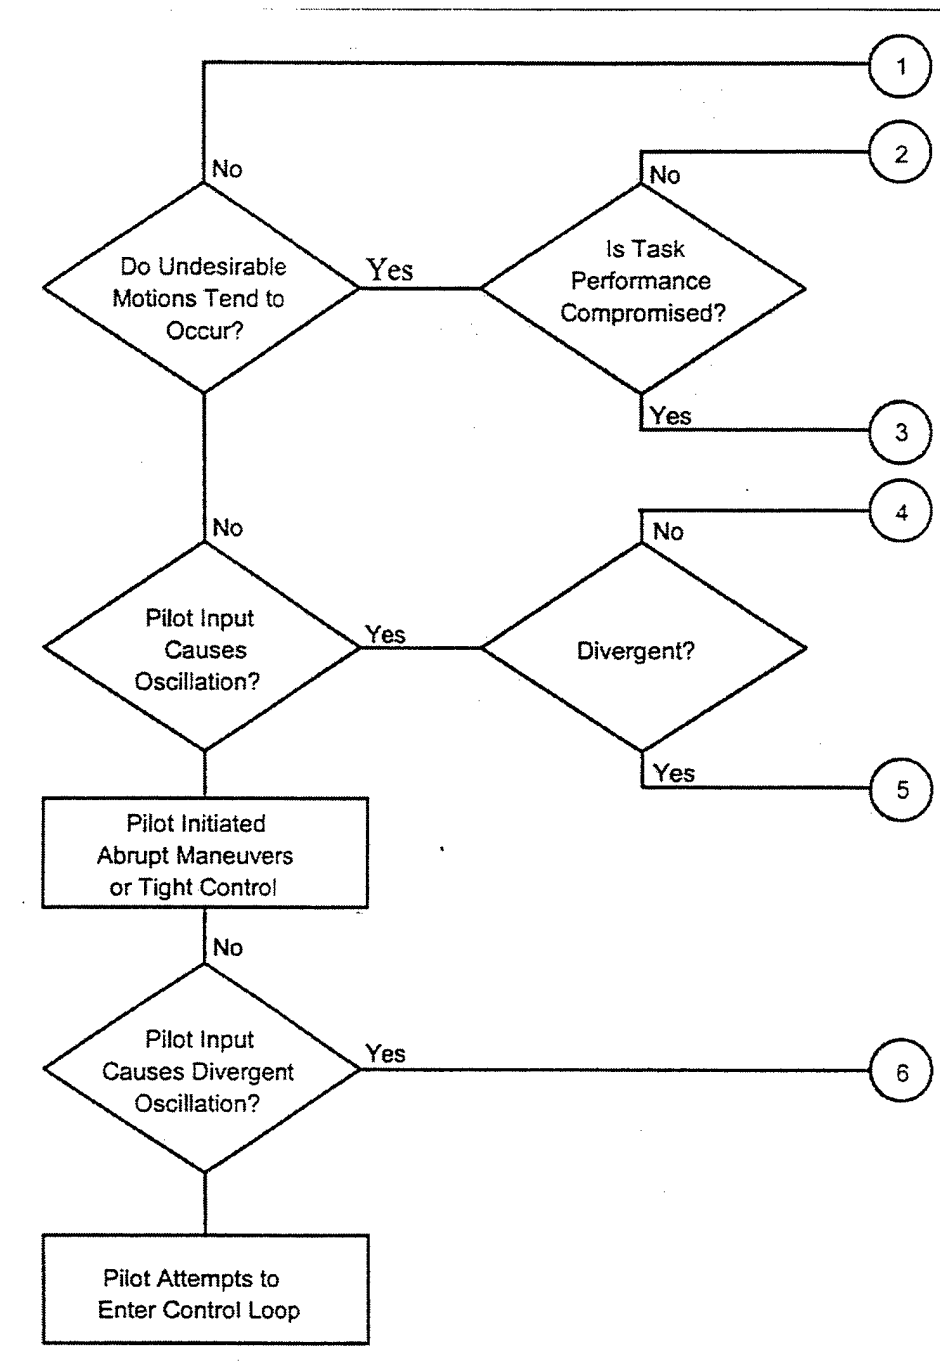 1
No
2
No
Do Undesirable
Motions Tend to
Occur?
Yes
Is Task
Performance
Compromised?
Yes
3
No
4
No
Pilot Input
Causes
Oscillation?
Yes
Divergent?
Yes
5
Pilot Initiated
Abrupt Maneuvers
or Tight Control
No
Pilot Input
Causes Divergent
Oscillation?
Yes
6
Pilot Attempts to
Enter Control Loop